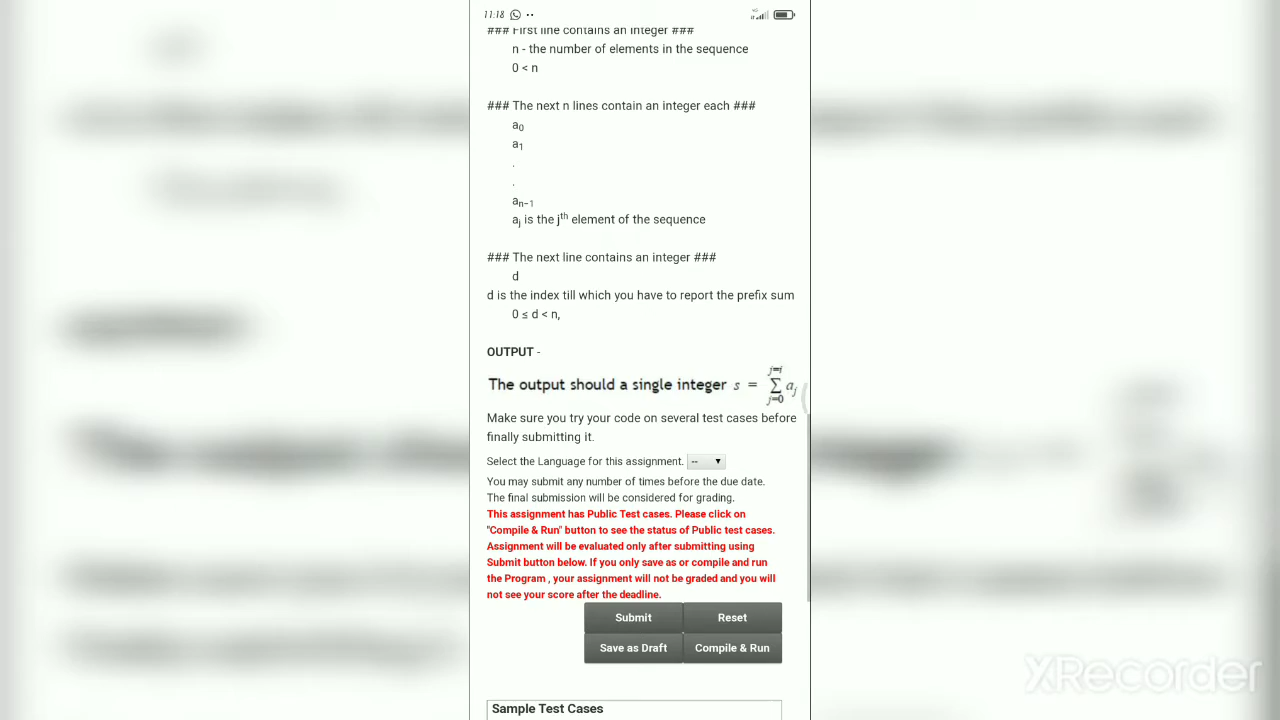 11:18
### First line contains an integer ###
n - the number of elements in the sequence
0 < n
### The next n lines contain an integer each ###
a0
a1
.
.
an-1
aj is the jth element of the sequence
### The next line contains an integer ###
d
d is the index till which you have to report the prefix sum
0 ≤ d < n,
OUTPUT -
The output should a single integer s = ∑ j=0 j=i aj
Make sure you try your code on several test cases before
finally submitting it.
Select the Language for this assignment. --
You may submit any number of times before the due date.
The final submission will be considered for grading.
This assignment has Public Test cases. Please click on
"Compile & Run" button to see the status of Public test cases.
Assignment will be evaluated only after submitting using
Submit button below. If you only save as or compile and run
the Program , your assignment will not be graded and you will
not see your score after the deadline.
Submit Reset
Save as Draft Compile & Run
Sample Test Cases
XRecorder